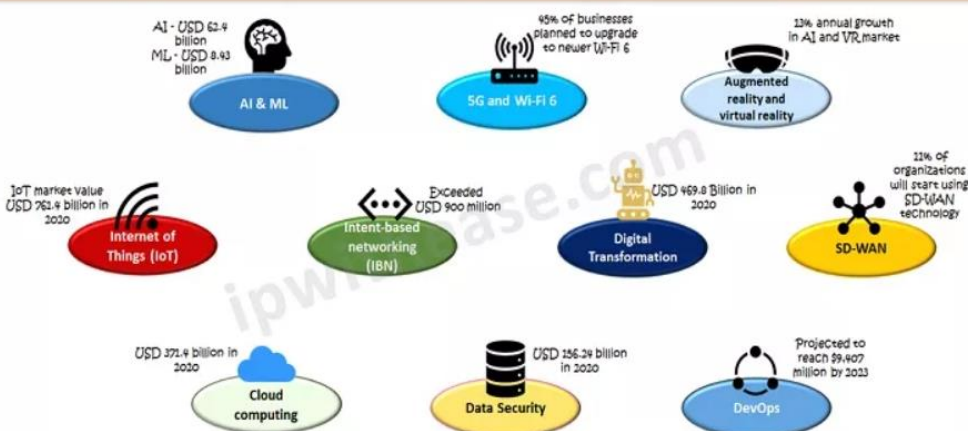 AI - USD 62.4
billion
ML - USD 8.43
billion
AI & ML
45% of businesses
planned to upgrade
to newer Wi-Fi 6
5G and Wi-Fi 6
13% annual growth
in AI and VR market
Augmented
reality and
virtual reality
IoT market value
USD 761.4 billion in
2020
Internet of
Things (IoT)
Exceeded
USD 900 million
Intent-based
networking
(IBN)
USD 469.8 Billion in
2020
Digital
Transformation
11% of
organizations
will start using
SD-WAN
technology
SD-WAN
USD 371.4 billion in
2020
Cloud
computing
USD 156.24 billion
in 2020
Data Security
Projected to
reach $9,407
million by 2023
DevOps